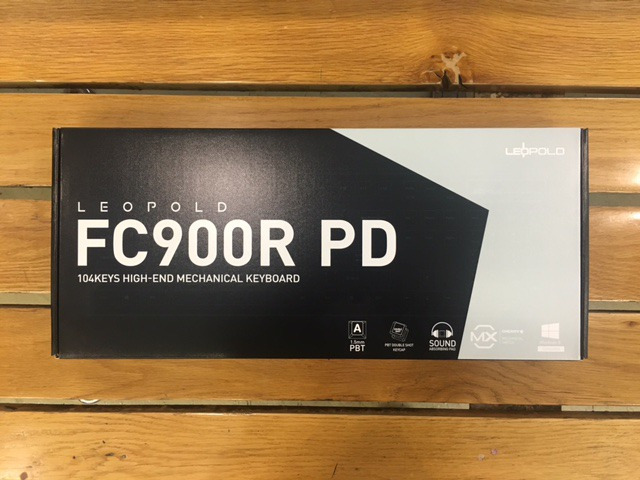 LEOPOLD
LEOPOLD
FC900R PD
104KEYS HIGH-END MECHANICAL KEYBOARD
A
1.5mm
PBT
PBT DOUBLE SHOT
KEYCAP
SOUND
ABSORBING PAD
MX